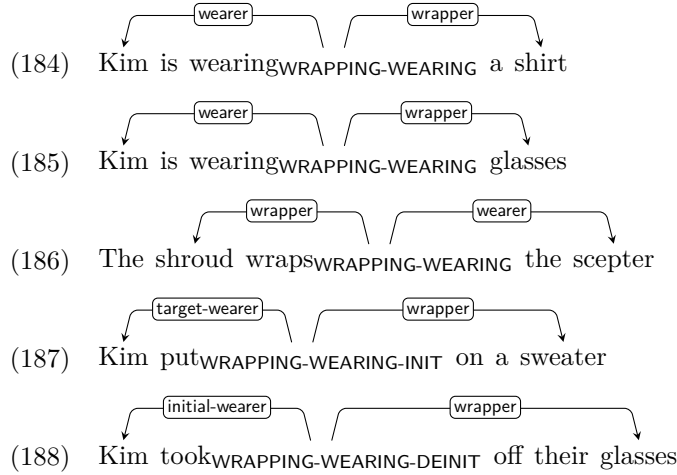 wearer wrapper
(184) Kim is wearingWRAPPING-WEARING a shirt
wearer wrapper
(185) Kim is wearingWRAPPING-WEARING glasses
wrapper wearer
(186) The shroud wrapsWRAPPING-WEARING the scepter
target-wearer wrapper
(187) Kim putWRAPPING-WEARING-INIT on a sweater
initial-wearer wrapper
(188) Kim tookWRAPPING-WEARING-DEINIT off their glasses